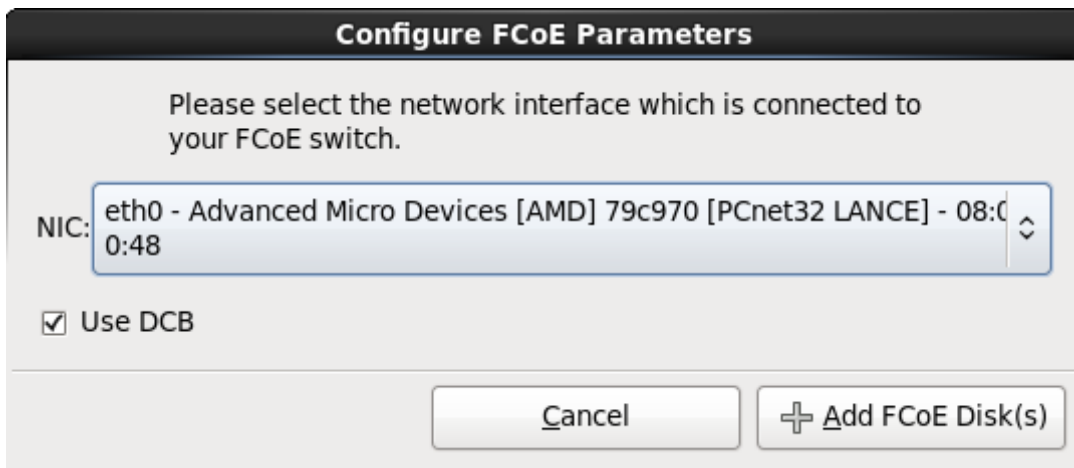 Configure FCoE Parameters
Please select the network interface which is connected to
your FCoE switch.
NIC:
eth0 - Advanced Micro Devices [AMD] 79c970 [PCnet32 LANCE] - 08:0
0:48
Use DCB
Cancel
Add FCoE Disk(s)